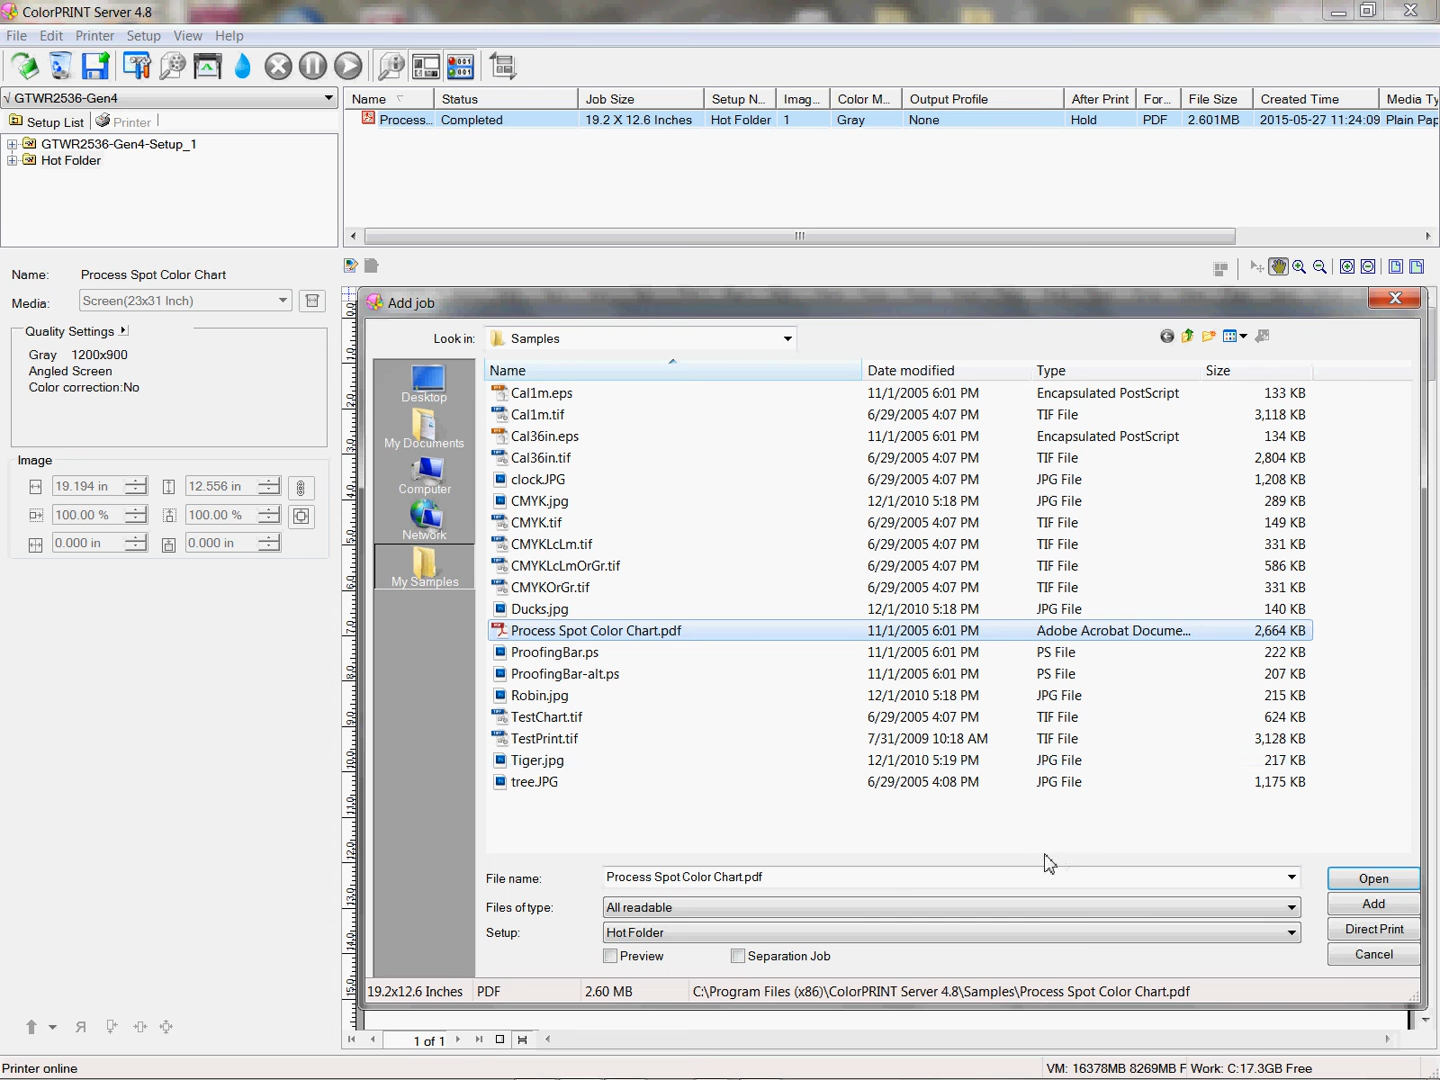 ColorPRINT Server 4.8
File Edit Printer Setup View Help
√ GTWR2536-Gen4
Setup List Printer
GTWR2536-Gen4-Setup_1
Hot Folder
Name Status Job Size Setup N... Imag... Color M... Output Profile After Print For... File Size Created Time Media Ty
Process... Completed 19.2 X 12.6 Inches Hot Folder 1 Gray None Hold PDF 2.601MB 2015-05-27 11:24:09 Plain Pap
Name: Process Spot Color Chart
Media: Screen(23x31 Inch)
Quality Settings
Gray 1200x900
Angled Screen
Color correction:No
Image
19.194 in 12.556 in
100.00 % 100.00 %
0.000 in 0.000 in
Add job
Look in: Samples
Desktop
My Documents
Computer
Network
My Samples
Name Date modified Type Size
Cal1m.eps 11/1/2005 6:01 PM Encapsulated PostScript 133 KB
Cal1m.tif 6/29/2005 4:07 PM TIF File 3,118 KB
Cal36in.eps 11/1/2005 6:01 PM Encapsulated PostScript 134 KB
Cal36in.tif 6/29/2005 4:07 PM TIF File 2,804 KB
clock.JPG 6/29/2005 4:07 PM JPG File 1,208 KB
CMYK.jpg 12/1/2010 5:18 PM JPG File 289 KB
CMYK.tif 6/29/2005 4:07 PM TIF File 149 KB
CMYKLcLm.tif 6/29/2005 4:07 PM TIF File 331 KB
CMYKLcLmOrGr.tif 6/29/2005 4:07 PM TIF File 586 KB
CMYKOrGr.tif 6/29/2005 4:07 PM TIF File 331 KB
Ducks.jpg 12/1/2010 5:18 PM JPG File 140 KB
Process Spot Color Chart.pdf 11/1/2005 6:01 PM Adobe Acrobat Docume... 2,664 KB
ProofingBar.ps 11/1/2005 6:01 PM PS File 222 KB
ProofingBar-alt.ps 11/1/2005 6:01 PM PS File 207 KB
Robin.jpg 12/1/2010 5:18 PM JPG File 215 KB
TestChart.tif 6/29/2005 4:07 PM TIF File 624 KB
TestPrint.tif 7/31/2009 10:18 AM TIF File 3,128 KB
Tiger.jpg 12/1/2010 5:19 PM JPG File 217 KB
tree.JPG 6/29/2005 4:08 PM JPG File 1,175 KB
File name: Process Spot Color Chart.pdf Open
Files of type: All readable Add
Setup: Hot Folder Direct Print
Preview Separation Job Cancel
19.2x12.6 Inches PDF 2.60 MB C:\Program Files (x86)\ColorPRINT Server 4.8\Samples\Process Spot Color Chart.pdf
1 of 1
Printer online VM: 16378MB 8269MB F Work: C:17.3GB Free